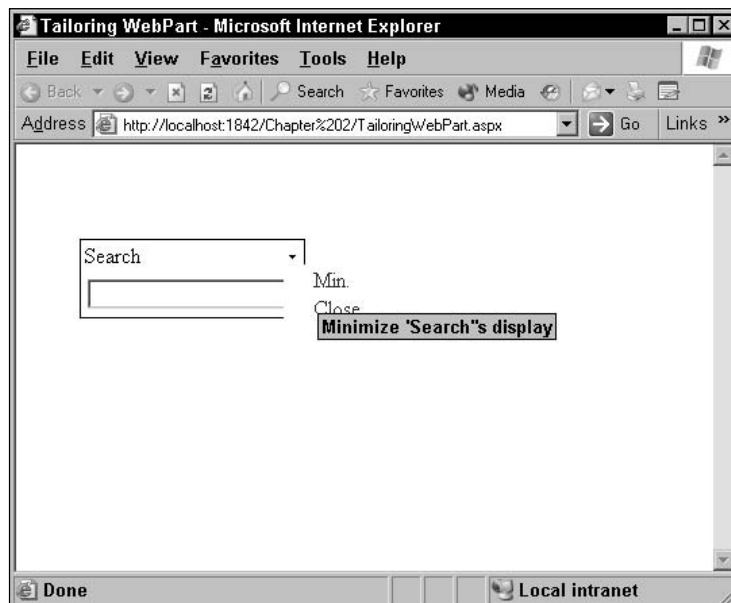 Tailoring WebPart - Microsoft Internet Explorer
File Edit View Favorites Tools Help
Back Search Favorites Media
Address http://localhost:1842/Chapter%202/TailoringWebPart.aspx Go Links »
Search
Min.
Close
Minimize 'Search''s display
Done Local intranet